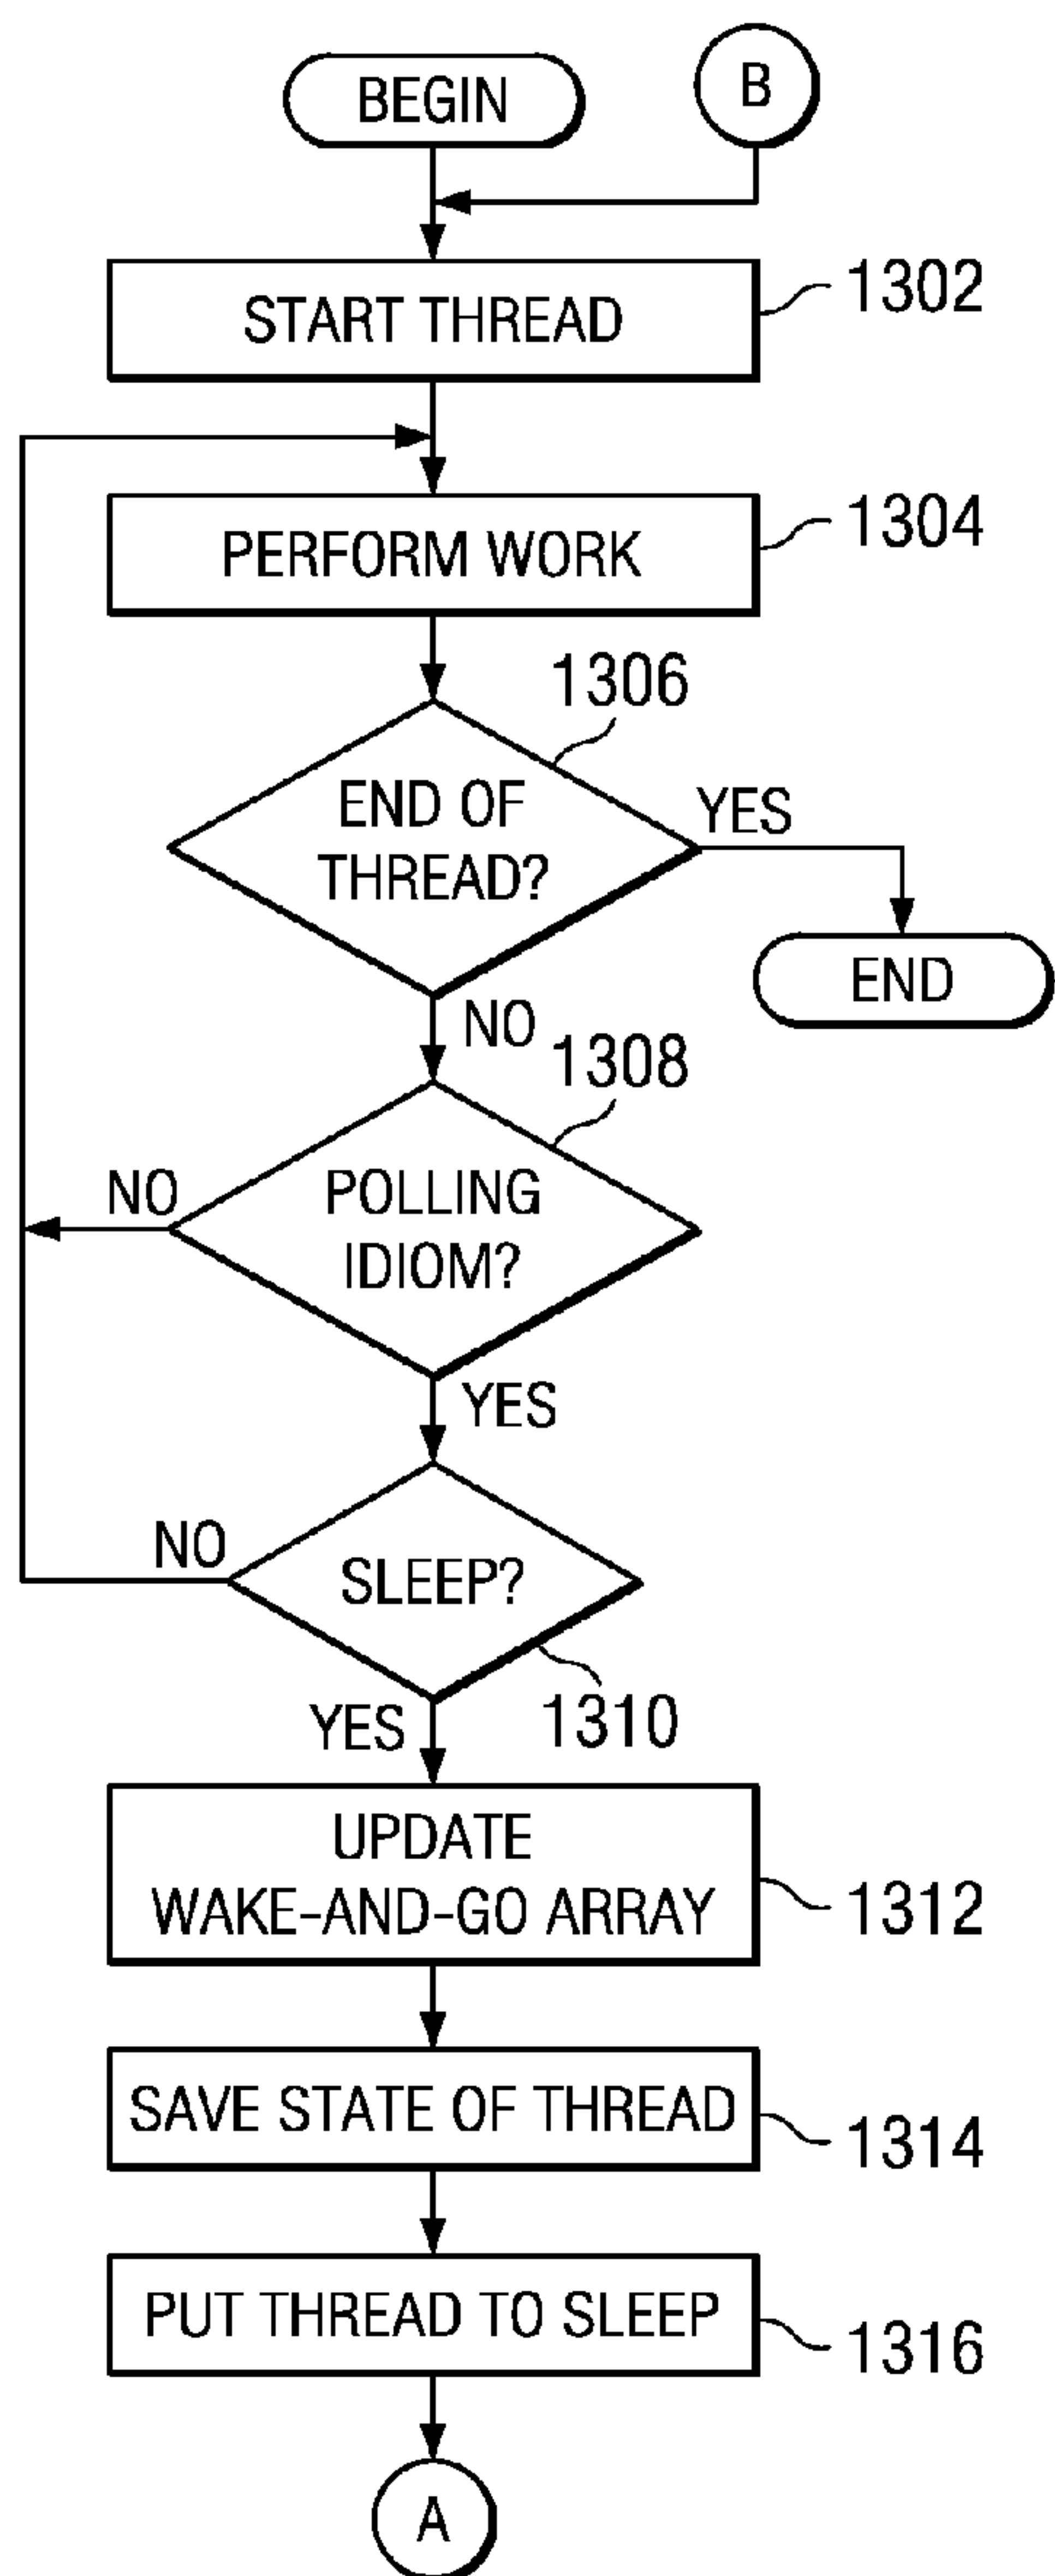 BEGIN
B
START THREAD
1302
PERFORM WORK
1304
1306
END OF
THREAD?
YES
END
NO
1308
NO
POLLING
IDIOM?
YES
NO
SLEEP?
YES
1310
UPDATE
WAKE-AND-GO ARRAY
1312
SAVE STATE OF THREAD
1314
PUT THREAD TO SLEEP
1316
A